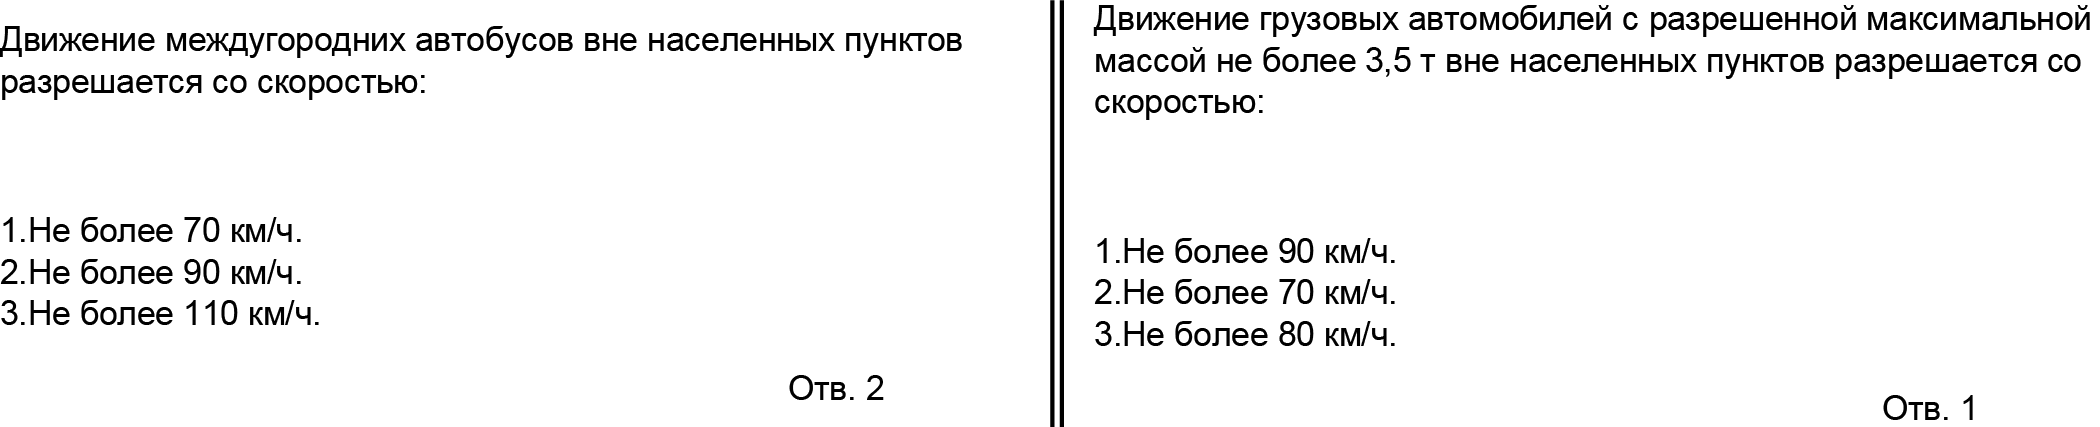 Движение междугородних автобусов вне населенных пунктов
разрешается со скоростью:
1.Не более 70 км/ч.
2.Не более 90 км/ч.
3.Не более 110 км/ч.
Отв. 2
Движение грузовых автомобилей с разрешенной максимальной
массой не более 3,5 т вне населенных пунктов разрешается со
скоростью:
1.Не более 90 км/ч.
2.Не более 70 км/ч.
3.Не более 80 км/ч.
Отв. 1